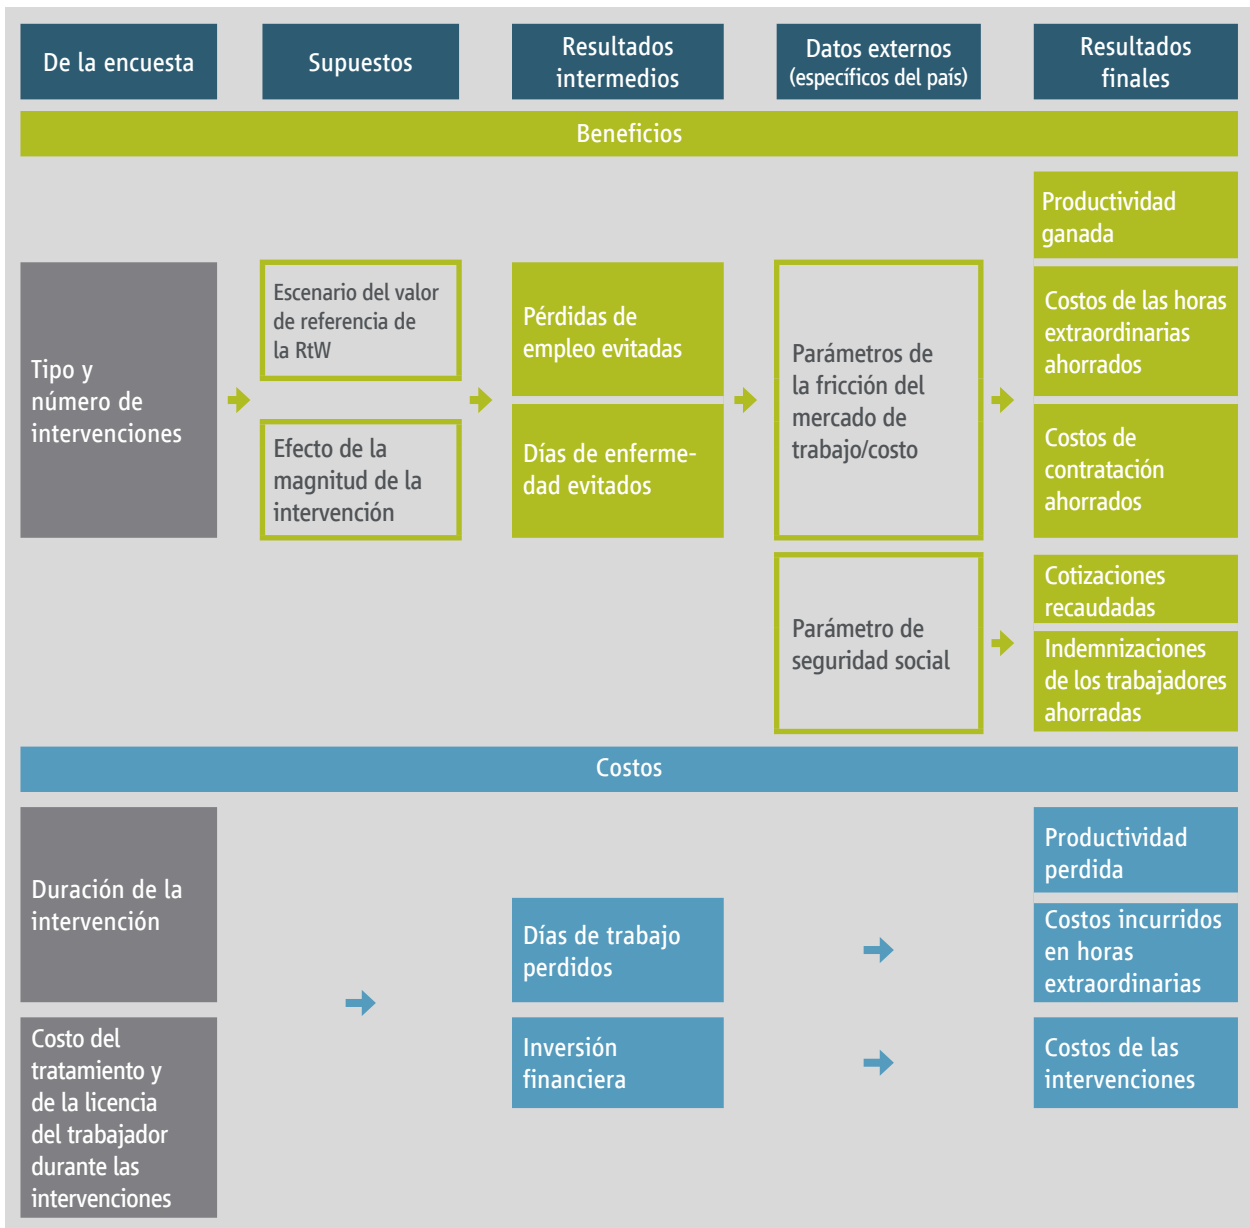 De la encuesta
Supuestos
Resultados
intermedios
Datos externos
(específicos del país)
Resultados
finales
Beneficios
Tipo y
número de
intervenciones
Escenario del valor
de referencia de
la RtW
Efecto de la
magnitud de la
intervención
Pérdidas de
empleo evitadas
Días de enferme-
dad evitados
Parámetros de
la fricción del
mercado de
trabajo/costo
Parámetro de
seguridad social
Productividad
ganada
Costos de las horas
extraordinarias
ahorrados
Costos de
contratación
ahorrados
Cotizaciones
recaudadas
Indemnizaciones
de los trabajadores
ahorradas
Costos
Duración de la
intervención
Costo del
tratamiento y
de la licencia
del trabajador
durante las
intervenciones
Días de trabajo
perdidos
Inversión
financiera
Productividad
perdida
Costos incurridos
en horas
extraordinarias
Costos de las
intervenciones